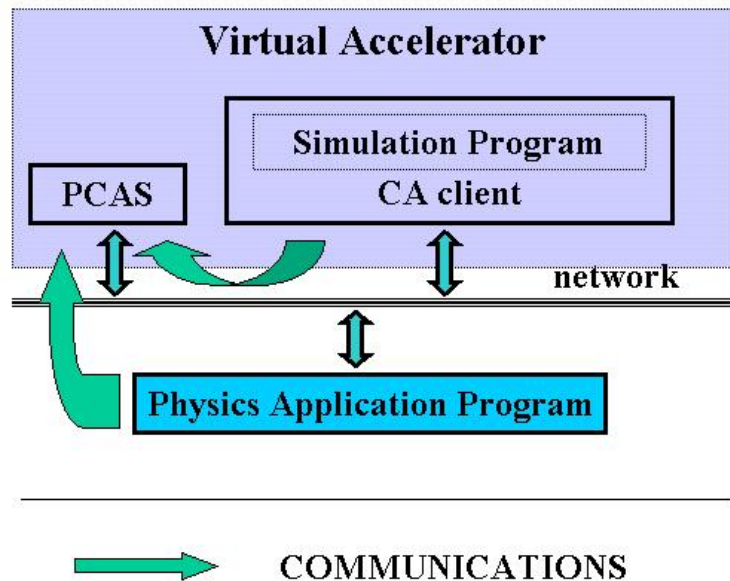 Virtual Accelerator
Simulation Program
PCAS
CA client
network
Physics Application Program
COMMUNICATIONS